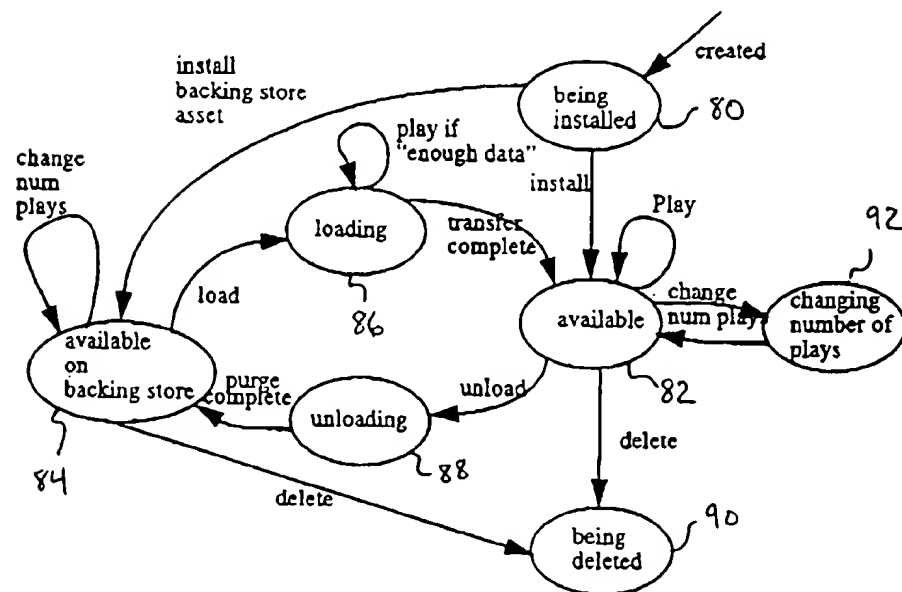 created
install
backing store
asset
being
installed
80
play if
"enough data"
change
num
plays
install
Play
92
loading
transfer
complete
load
86
available
change
num plays
changing
number of
plays
available
on
backing store
purge
complete
unloading
unload
82
84
88
delete
delete
90
being
deleted